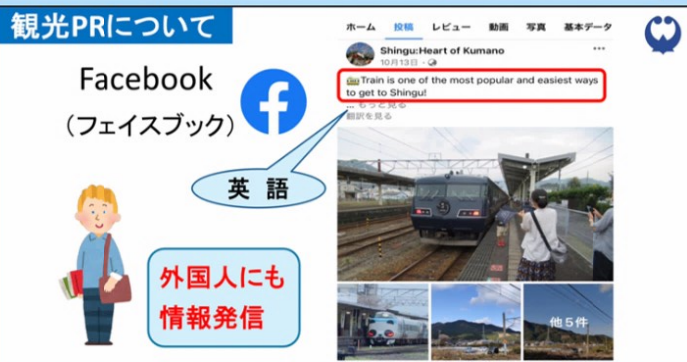 観光PRについて
Facebook
（フェイスブック）
英 語
外国人にも
情報発信
ホーム 投稿 レビュー 動画 写真 基本データ
Shingu:Heart of Kumano
10月13日
Train is one of the most popular and easiest ways
to get to Shingu!
... もっと見る
翻訳を見る
他5件